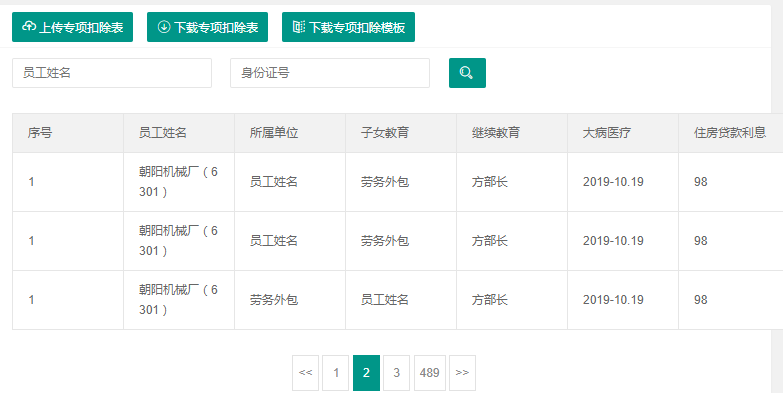 上传专项扣除表 下载专项扣除表 下载专项扣除模板
员工姓名 身份证号
序号 员工姓名 所属单位 子女教育 继续教育 大病医疗 住房贷款利息
1 朝阳机械厂（6301） 员工姓名 劳务外包 方部长 2019-10.19 98
1 朝阳机械厂（6301） 员工姓名 劳务外包 方部长 2019-10.19 98
1 朝阳机械厂（6301） 劳务外包 员工姓名 方部长 2019-10.19 98
<< 1 2 3 489 >>